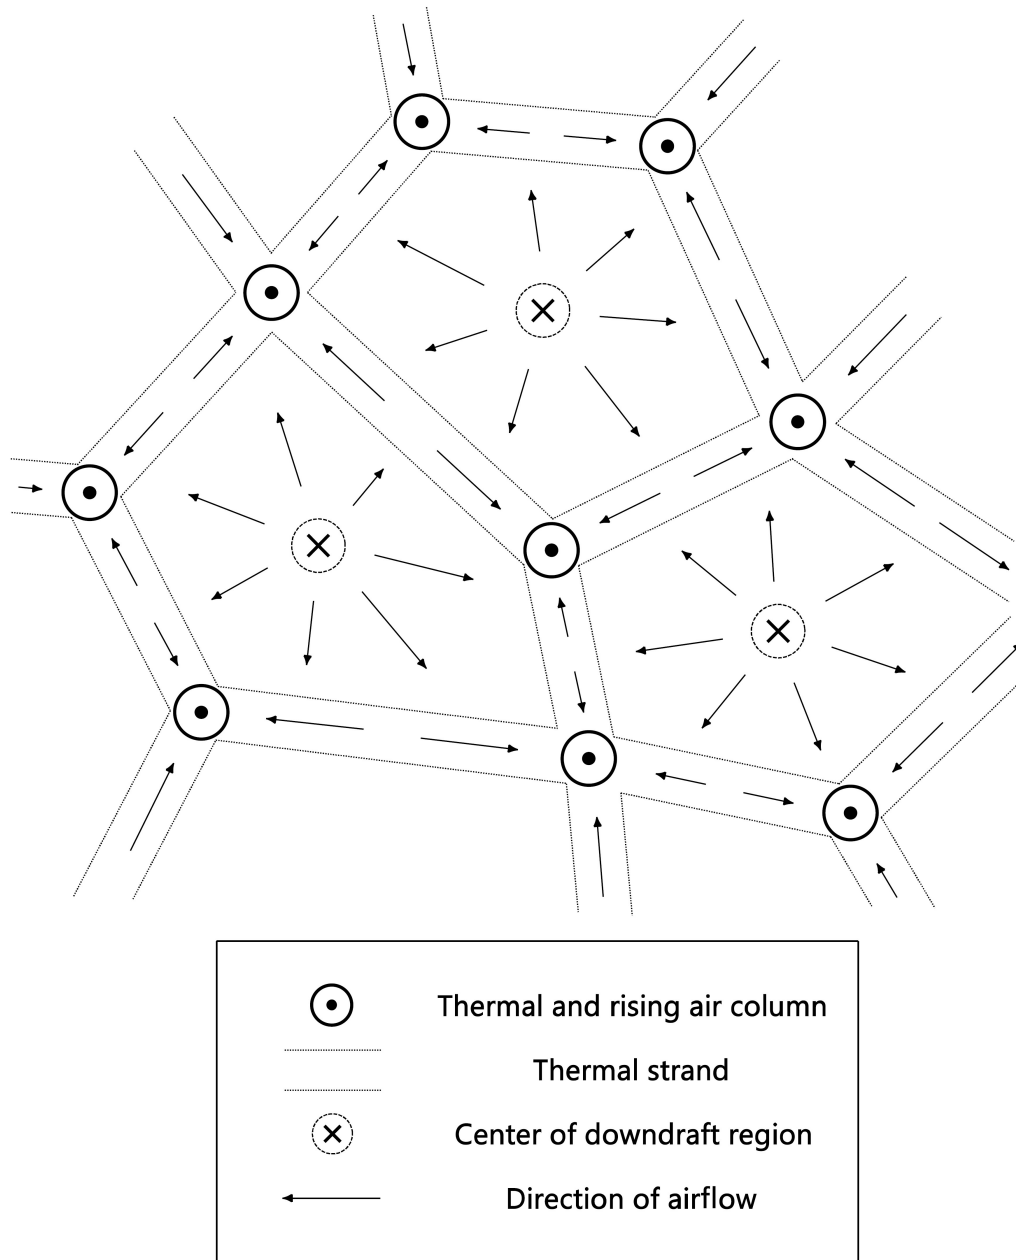 Thermal and rising air column
Thermal strand
Center of downdraft region
Direction of airflow